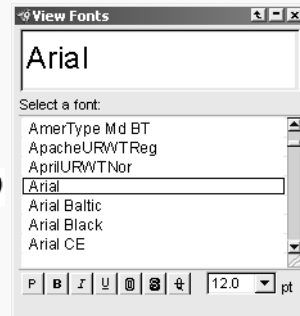 View Fonts
Arial
Select a font:
AmerType Md BT
ApacheURWTReg
AprilURWTNor
Arial
Arial Baltic
Arial Black
Arial CE
P B I U O S θ 12.0 pt